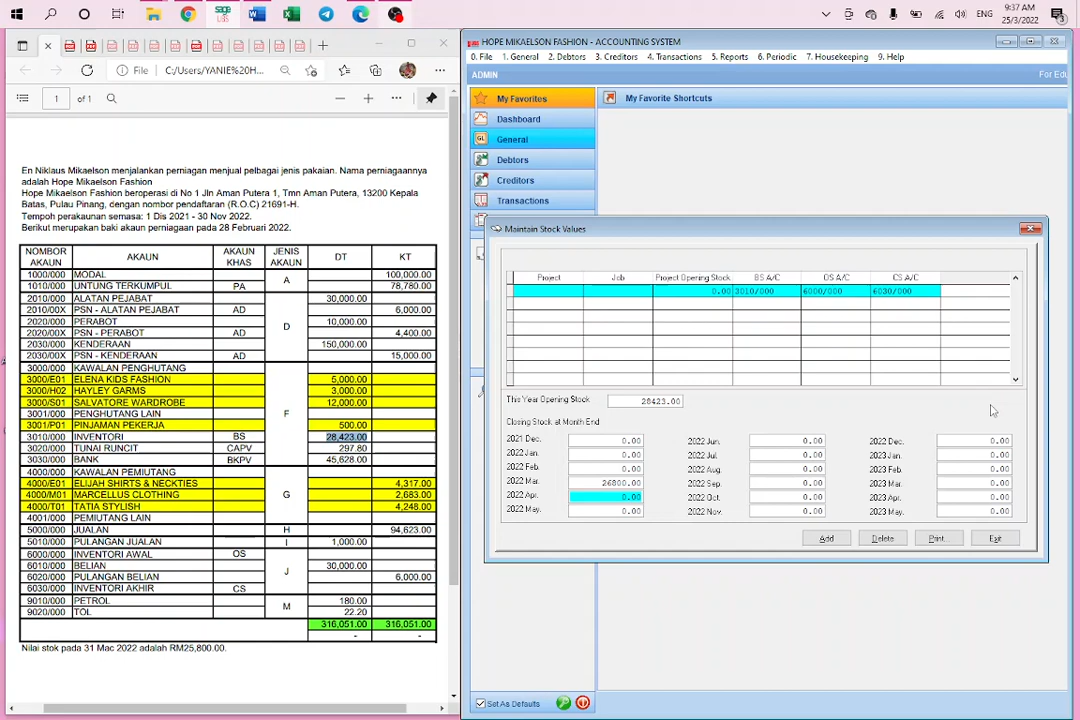 9:37 AM
ENG
25/3/2022
File
C:/Users/YANIE%20H...
1
of 1
En Niklaus Mikaelson menjalankan perniagaan menjual pelbagai jenis pakaian. Nama perniagaannya
adalah Hope Mikaelson Fashion
Hope Mikaelson Fashion beroperasi di No 1 Jln Aman Putera 1, Tmn Aman Putera, 13200 Kepala
Batas, Pulau Pinang, dengan nombor pendaftaran (R.O.C) 21691-H.
Tempoh perakaunan semasa: 1 Dis 2021 - 30 Nov 2022.
Berikut merupakan baki akaun perniagaan pada 28 Februari 2022.
NOMBOR AKAUN AKAUN AKAUN KHAS JENIS AKAUN DT KT
1000/000 MODAL A 100,000.00
1010/000 UNTUNG TERKUMPUL PA 78,780.00
2010/000 ALATAN PEJABAT D 30,000.00
2010/00X PSN - ALATAN PEJABAT AD 6,000.00
2020/000 PERABOT 10,000.00
2020/00X PSN - PERABOT AD 4,400.00
2030/000 KENDERAAN 150,000.00
2030/00X PSN - KENDERAAN AD 15,000.00
3000/000 KAWALAN PENGHUTANG F
3000/E01 ELENA KIDS FASHION 5,000.00
3000/H02 HAYLEY GARMS 3,000.00
3000/S01 SALVATORE WARDROBE 12,000.00
3001/000 PENGHUTANG LAIN
3001/P01 PINJAMAN PEKERJA 500.00
3010/000 INVENTORI BS 28,423.00
3020/000 TUNAI RUNCIT CAPV 297.80
3030/000 BANK BKPV 45,628.00
4000/000 KAWALAN PEMIUTANG G
4000/E01 ELIJAH SHIRTS & NECKTIES 4,317.00
4000/M01 MARCELLUS CLOTHING 2,683.00
4000/T01 TATIA STYLISH 4,248.00
4001/000 PEMIUTANG LAIN
5000/000 JUALAN H 94,623.00
5010/000 PULANGAN JUALAN I 1,000.00
6000/000 INVENTORI AWAL OS J
6010/000 BELIAN 30,000.00
6020/000 PULANGAN BELIAN 6,000.00
6030/000 INVENTORI AKHIR CS
9010/000 PETROL M 180.00
9020/000 TOL 22.20
316,051.00 316,051.00
- -
Nilai stok pada 31 Mac 2022 adalah RM25,800.00.
HOPE MIKAELSON FASHION - ACCOUNTING SYSTEM
0. File 1. General 2. Debtors 3. Creditors 4. Transactions 5. Reports 6. Periodic 7. Housekeeping 9. Help
ADMIN
For Edu
My Favorites
My Favorite Shortcuts
Dashboard
General
Debtors
Creditors
Transactions
Maintain Stock Values
Project Job Project Opening Stock BS A/C OS A/C CS A/C
0.00 3010/000 6000/000 6030/000
This Year Opening Stock 28423.00
Closing Stock at Month End
2021 Dec. 0.00 2022 Jun. 0.00 2022 Dec. 0.00
2022 Jan. 0.00 2022 Jul. 0.00 2023 Jan. 0.00
2022 Feb. 0.00 2022 Aug. 0.00 2023 Feb. 0.00
2022 Mar. 26800.00 2022 Sep. 0.00 2023 Mar. 0.00
2022 Apr. 0.00 2022 Oct. 0.00 2023 Apr. 0.00
2022 May. 0.00 2022 Nov. 0.00 2023 May. 0.00
Add Delete Print... Exit
Set As Defaults